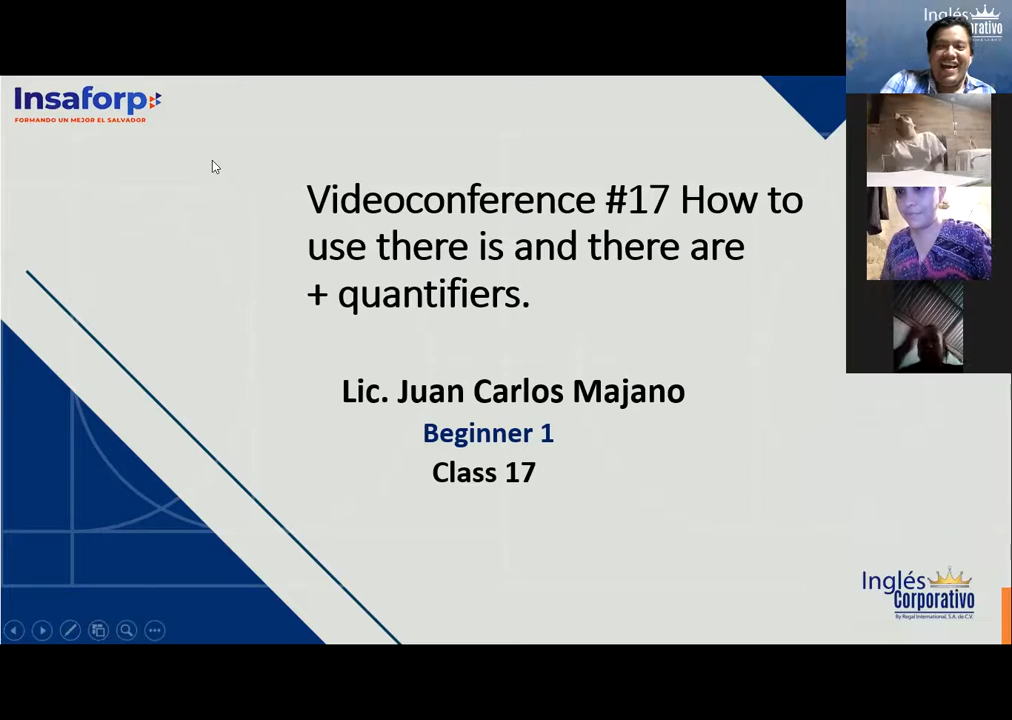 Inglés
orativo
Insaforp
FORMANDO UN MEJOR EL SALVADOR
Videoconference #17 How to
use there is and there are
+ quantifiers.
Lic. Juan Carlos Majano
Beginner 1
Class 17
Inglés
Corporativo
By Regal International, S.A. de C.V.